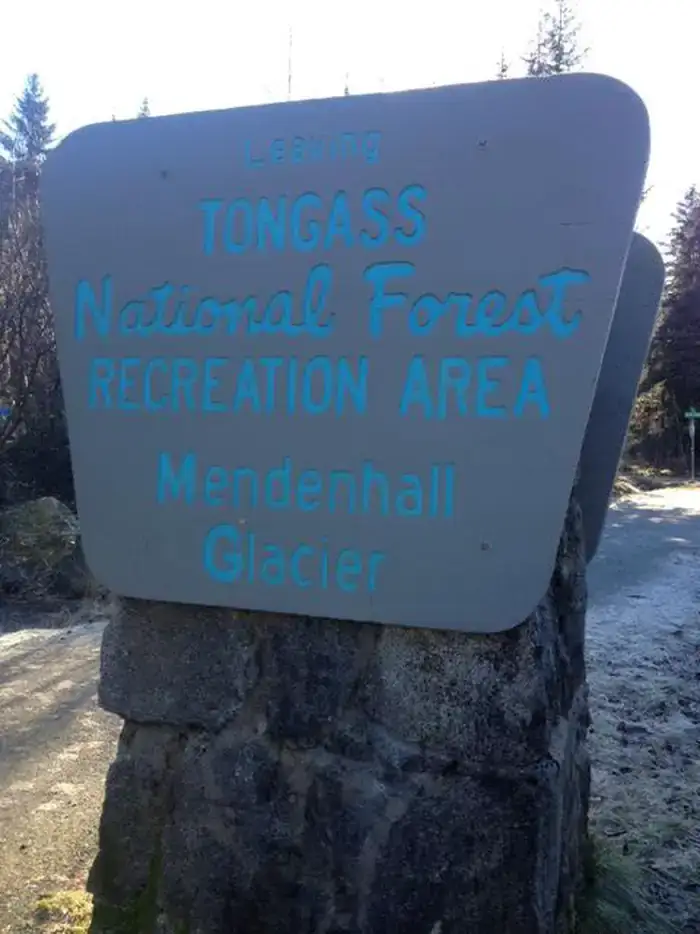 Leaving
TONGASS
National Forest
RECREATION AREA
Mendenhall
Glacier